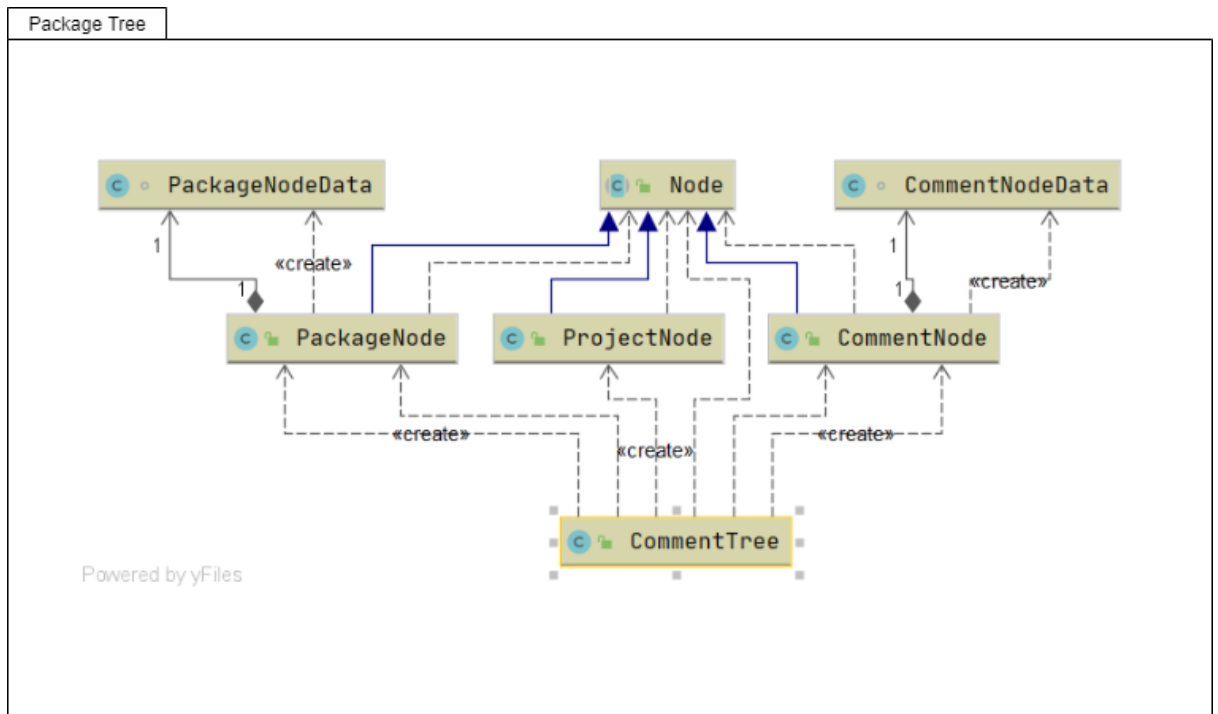 Package Tree
C PackageNodeData
C Node
C CommentNodeData
1
1
«create»
«create»
1
1
C PackageNode
C ProjectNode
C CommentNode
«create»
«create»
«create»
C CommentTree
Powered by yFiles